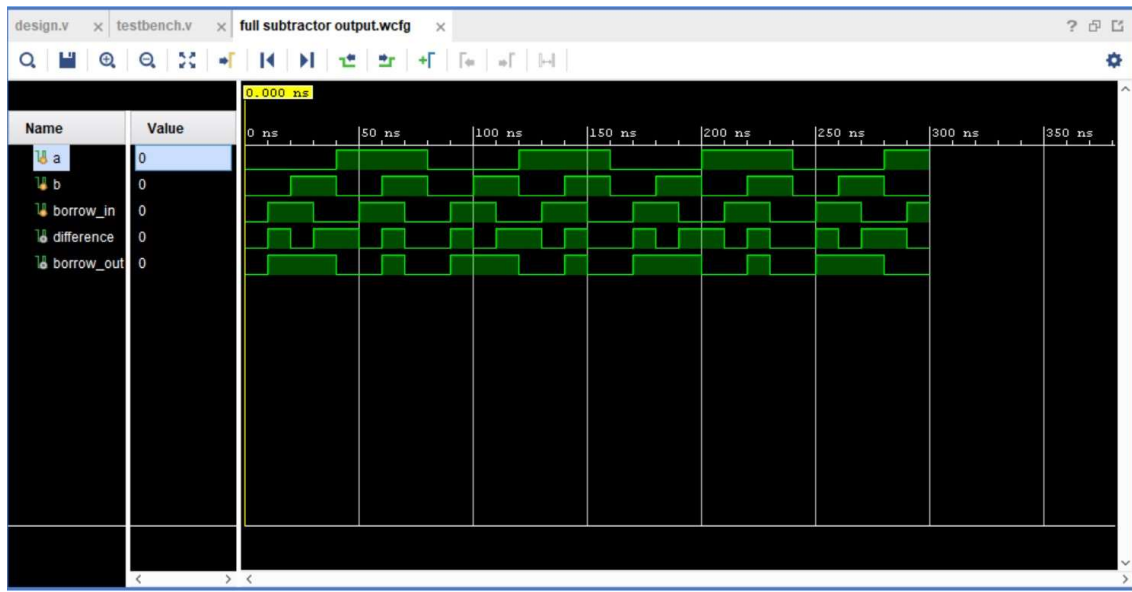 design.v × testbench.v × full subtractor output.wcfg × ?
0.000 ns
Name Value 0 ns 50 ns 100 ns 150 ns 200 ns 250 ns 300 ns 350 ns
a 0
b 0
borrow_in 0
difference 0
borrow_out 0